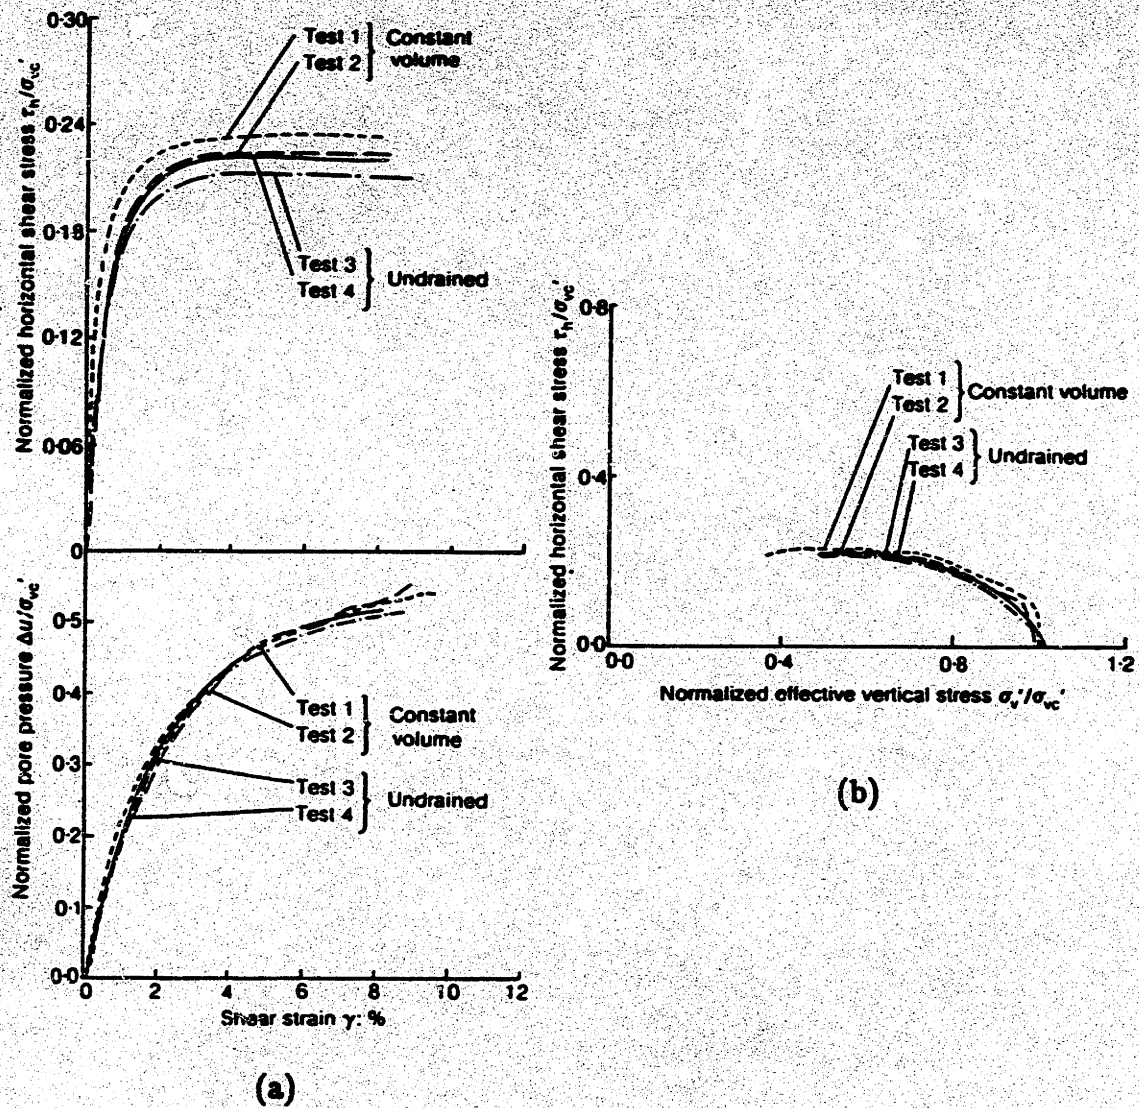 Normalized horizontal shear stress τh/σvc′
0·30
0·24
0·18
0·12
0·06
0
Test 1
Test 2
Constant
volume
Test 3
Test 4
Undrained
Normalized pore pressure Δu/σvc′
0·5
0·4
0·3
0·2
0·1
0·0
Test 1
Test 2
Constant
volume
Test 3
Test 4
Undrained
0 2 4 6 8 10 12
Shear strain γ: %
(a)
Normalized horizontal shear stress τh/σvc′
0·8
0·4
0·0
Test 1
Test 2
Constant volume
Test 3
Test 4
Undrained
0·0 0·4 0·8 1·2
Normalized effective vertical stress σv′/σvc′
(b)